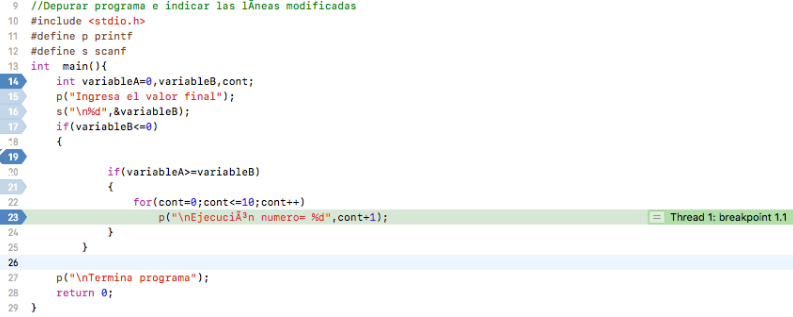 9 //Depurar programa e indicar las lÃneas modificadas
10 #include <stdio.h>
11 #define p printf
12 #define s scanf
13 int  main(){
14     int variableA=0,variableB,cont;
15     p("Ingresa el valor final");
16     s("\n%d",&variableB);
17     if(variableB<=0)
18     {
19
20             if(variableA>=variableB)
21             {
22                 for(cont=0;cont<=10;cont++)
23                     p("\nEjecuciÃ³n numero= %d",cont+1); = Thread 1: breakpoint 1.1
24             }
25         }
26
27     p("\nTermina programa");
28     return 0;
29 }